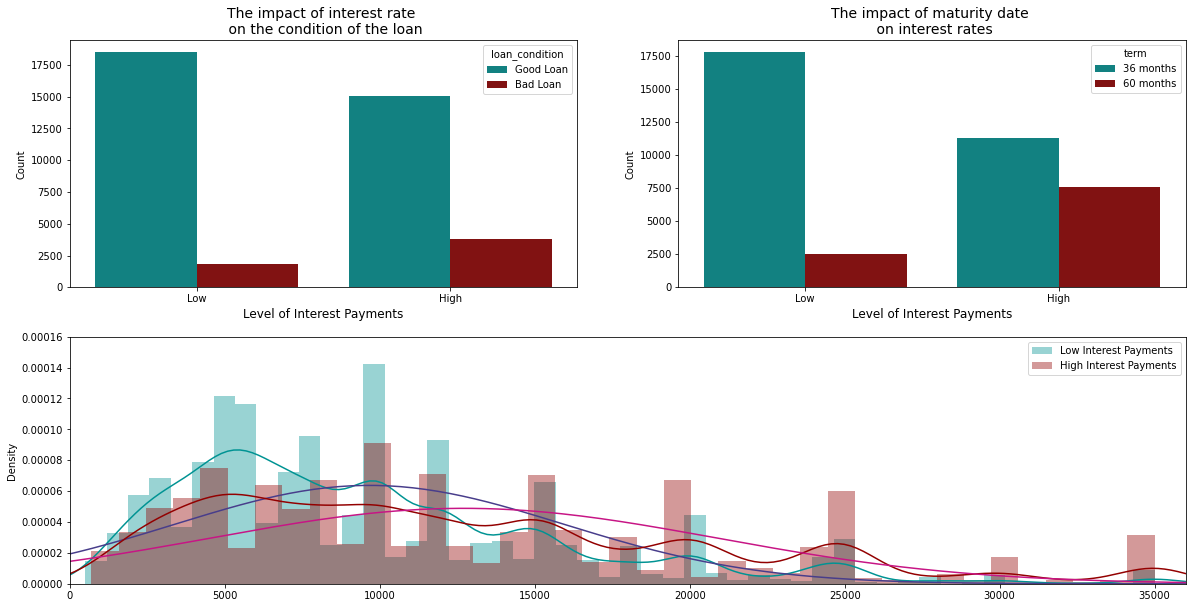 The impact of interest rate
on the condition of the loan
17500
15000
12500
10000
7500
5000
2500
0
Count
loan_condition
Good Loan
Bad Loan
Low
High
Level of Interest Payments
The impact of maturity date
on interest rates
17500
15000
12500
10000
7500
5000
2500
0
Count
term
36 months
60 months
Low
High
Level of Interest Payments
0.00016
0.00014
0.00012
0.00010
0.00008
0.00006
0.00004
0.00002
0.00000
Density
Low Interest Payments
High Interest Payments
0
5000
10000
15000
20000
25000
30000
35000